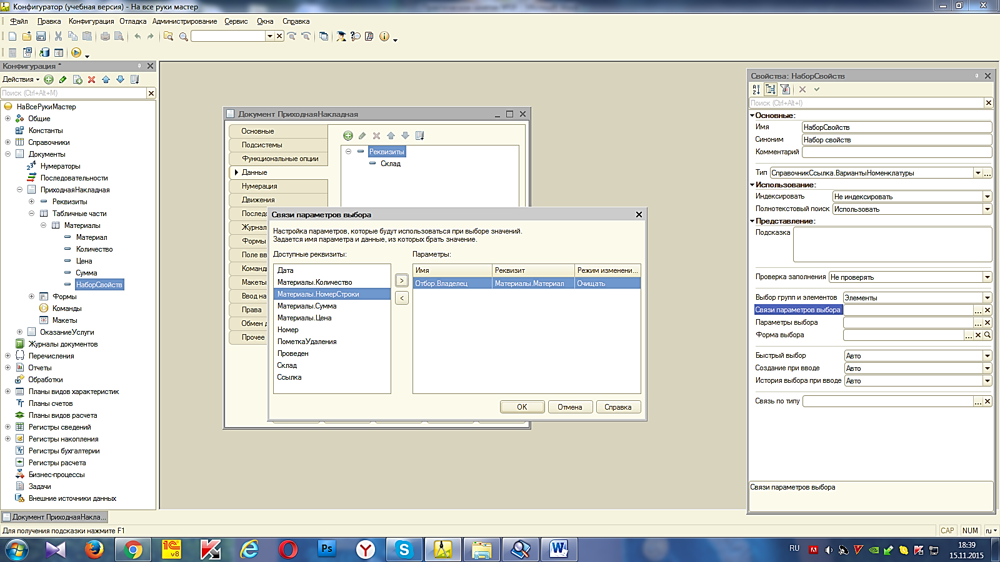 Конфигуратор (учебная версия) - На все руки мастер
Файл Правка Конфигурация Отладка Администрирование Сервис Окна Справка
Конфигурация *
Действия
Поиск (Ctrl+Alt+M)
НаВсеРукиМастер
Общие
Константы
Справочники
Документы
Нумераторы
Последовательности
ПриходнаяНакладная
Реквизиты
Табличные части
Материалы
Материал
Количество
Цена
Сумма
НаборСвойств
Формы
Команды
Макеты
ОказаниеУслуги
Журналы документов
Перечисления
Отчеты
Обработки
Планы видов характеристик
Планы счетов
Планы видов расчета
Регистры сведений
Регистры накопления
Регистры бухгалтерии
Регистры расчета
Бизнес-процессы
Задачи
Внешние источники данных
Документ ПриходнаяНакладная
Основные
Подсистемы
Функциональные опции
Данные
Нумерация
Движения
Послед
Журнал
Формы
Поле вв
Команд
Макеты
Ввод на
Права
Обмен д
Прочее
Реквизиты
Склад
Связи параметров выбора
Настройка параметров, которые будут использоваться при выборе значений.
Задается имя параметра и данные, из которых брать значение.
Доступные реквизиты:
Дата
Материалы.Количество
Материалы.НомерСтроки
Материалы.Сумма
Материалы.Цена
Номер
ПометкаУдаления
Проведен
Склад
Ссылка
>
<
Параметры:
Имя Реквизит Режим изменени...
Отбор.Владелец Материалы.Материал Очищать
OK Отмена Справка
Свойства: НаборСвойств
Поиск (Ctrl+Alt+I)
Основные:
Имя НаборСвойств
Синоним Набор свойств
Комментарий
Тип СправочникСсылка.ВариантыНоменклатуры
Использование:
Индексировать Не индексировать
Полнотекстовый поиск Использовать
Представление:
Подсказка
Проверка заполнения Не проверять
Выбор групп и элементов Элементы
Связи параметров выбора
Параметры выбора
Форма выбора
Быстрый выбор Авто
Создание при вводе Авто
История выбора при вводе Авто
Связь по типу
Связи параметров выбора
Документ ПриходнаяНакла...
Для получения подсказки нажмите F1
CAP NUM ru
RU
18:39
15.11.2015